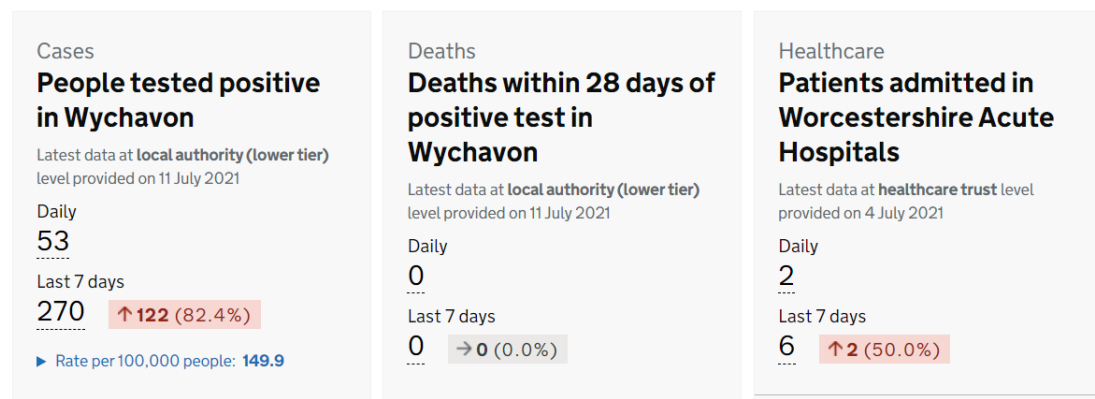 Cases
People tested positive
in Wychavon
Latest data at local authority (lower tier)
level provided on 11 July 2021
Daily
53
Last 7 days
270 ↑122 (82.4%)
▶ Rate per 100,000 people: 149.9
Deaths
Deaths within 28 days of
positive test in
Wychavon
Latest data at local authority (lower tier)
level provided on 11 July 2021
Daily
0
Last 7 days
0 →0 (0.0%)
Healthcare
Patients admitted in
Worcestershire Acute
Hospitals
Latest data at healthcare trust level
provided on 4 July 2021
Daily
2
Last 7 days
6 ↑2 (50.0%)